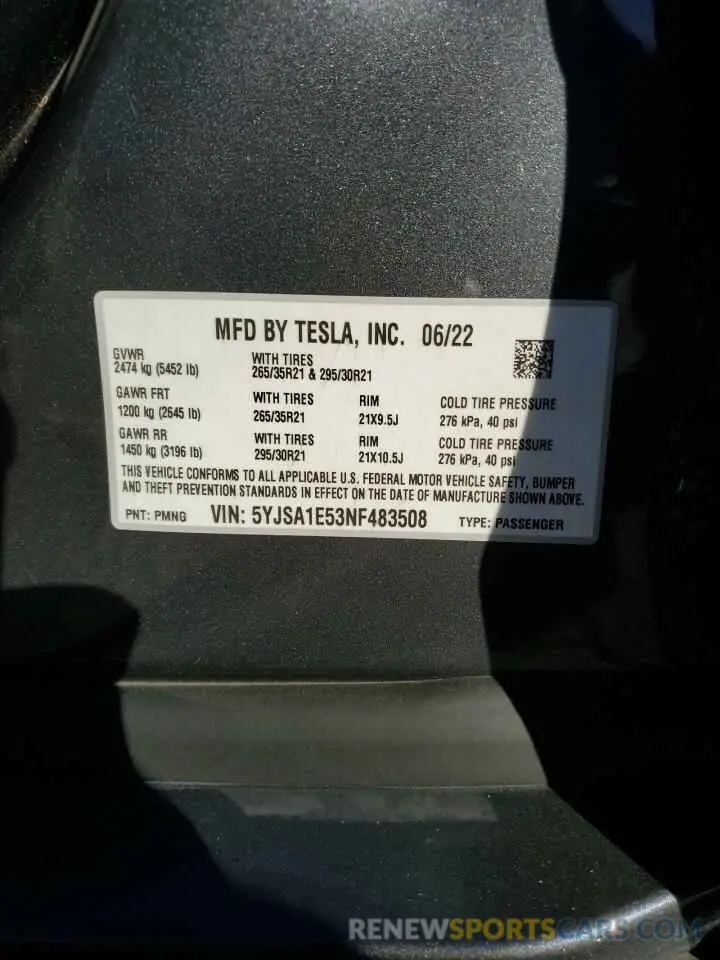 MFD BY TESLA, INC. 06/22
GVWR
2474 kg (5452 lb)
WITH TIRES
265/35R21 & 295/30R21
GAWR FRT
1200 kg (2645 lb)
WITH TIRES
265/35R21
RIM
21X9.5J
COLD TIRE PRESSURE
276 kPa, 40 psi
GAWR RR
1450 kg (3196 lb)
WITH TIRES
295/30R21
RIM
21X10.5J
COLD TIRE PRESSURE
276 kPa, 40 psi
THIS VEHICLE CONFORMS TO ALL APPLICABLE U.S. FEDERAL MOTOR VEHICLE SAFETY, BUMPER
AND THEFT PREVENTION STANDARDS IN EFFECT ON THE DATE OF MANUFACTURE SHOWN ABOVE.
PNT: PMNG VIN: 5YJSA1E53NF483508 TYPE: PASSENGER
RENEWSPORTSCARS.COM